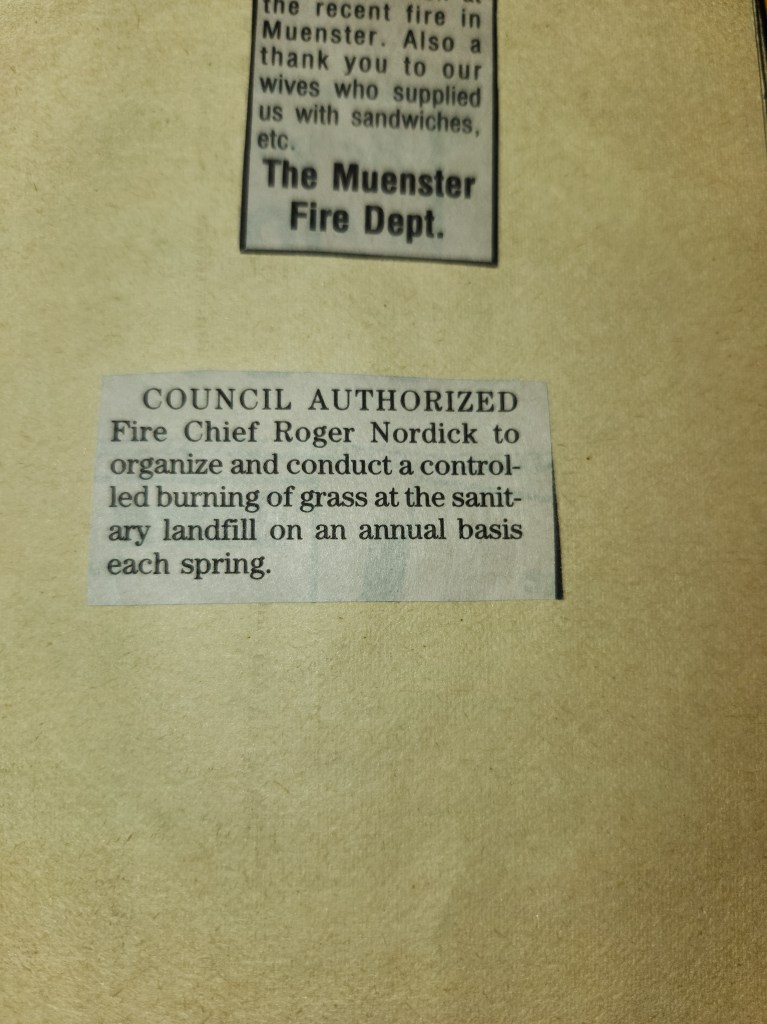 the recent fire in
Muenster. Also a
thank you to our
wives who supplied
us with sandwiches,
etc.
The Muenster
Fire Dept.
COUNCIL AUTHORIZED
Fire Chief Roger Nordick to
organize and conduct a control-
led burning of grass at the sanit-
ary landfill on an annual basis
each spring.